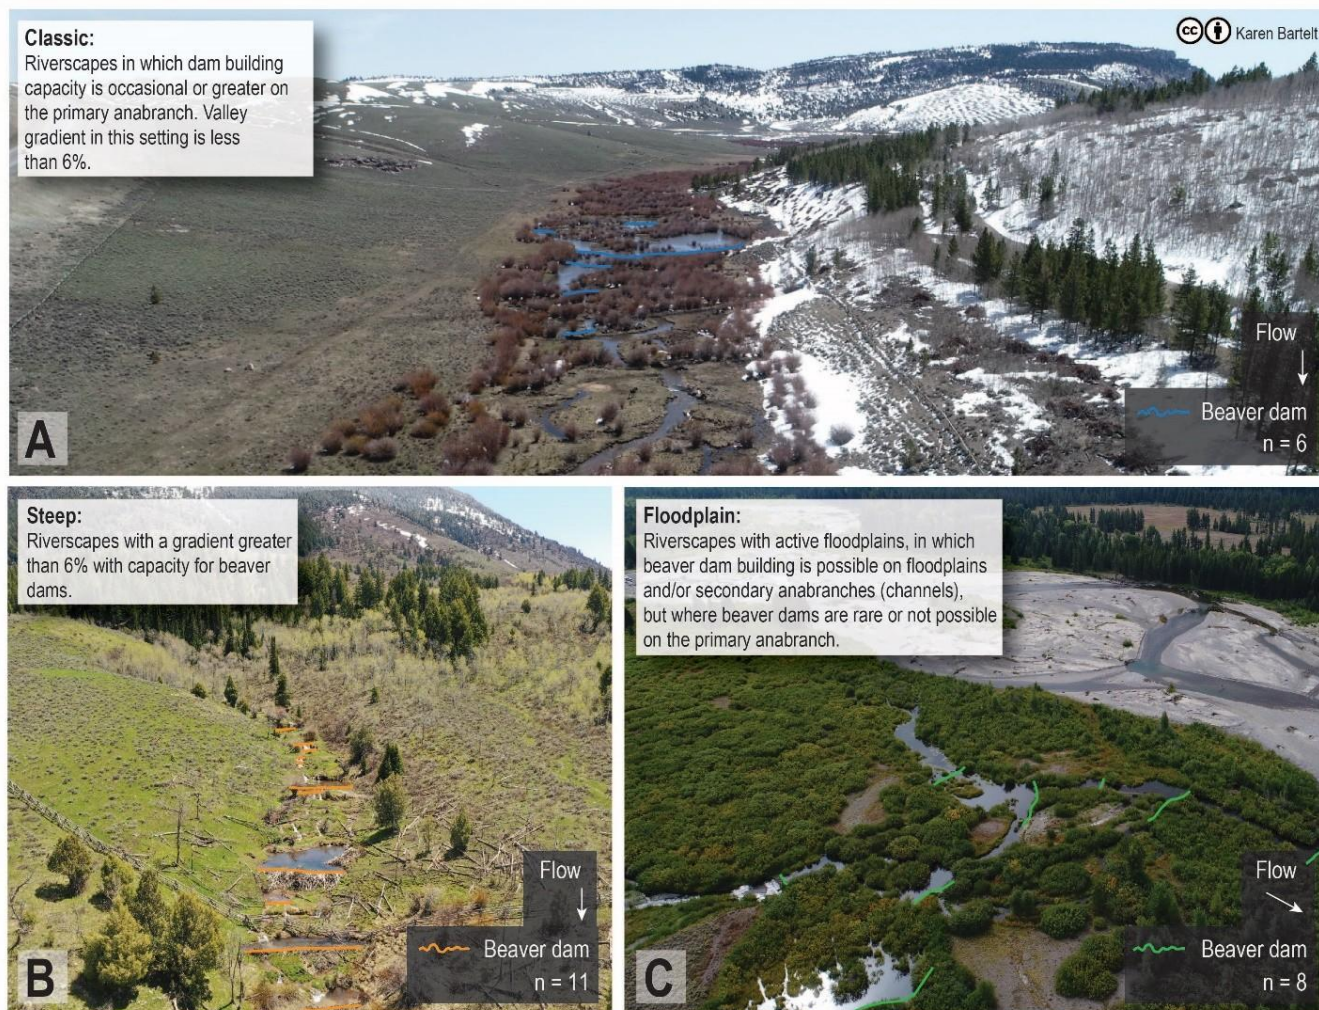 Classic:
Riverscapes in which dam building
capacity is occasional or greater on
the primary anabranch. Valley
gradient in this setting is less
than 6%.
cc Karen Bartelt
Flow
Beaver dam
n = 6
A
Steep:
Riverscapes with a gradient greater
than 6% with capacity for beaver
dams.
Flow
Beaver dam
n = 11
B
Floodplain:
Riverscapes with active floodplains, in which
beaver dam building is possible on floodplains
and/or secondary anabranches (channels),
but where beaver dams are rare or not possible
on the primary anabranch.
Flow
Beaver dam
n = 8
C